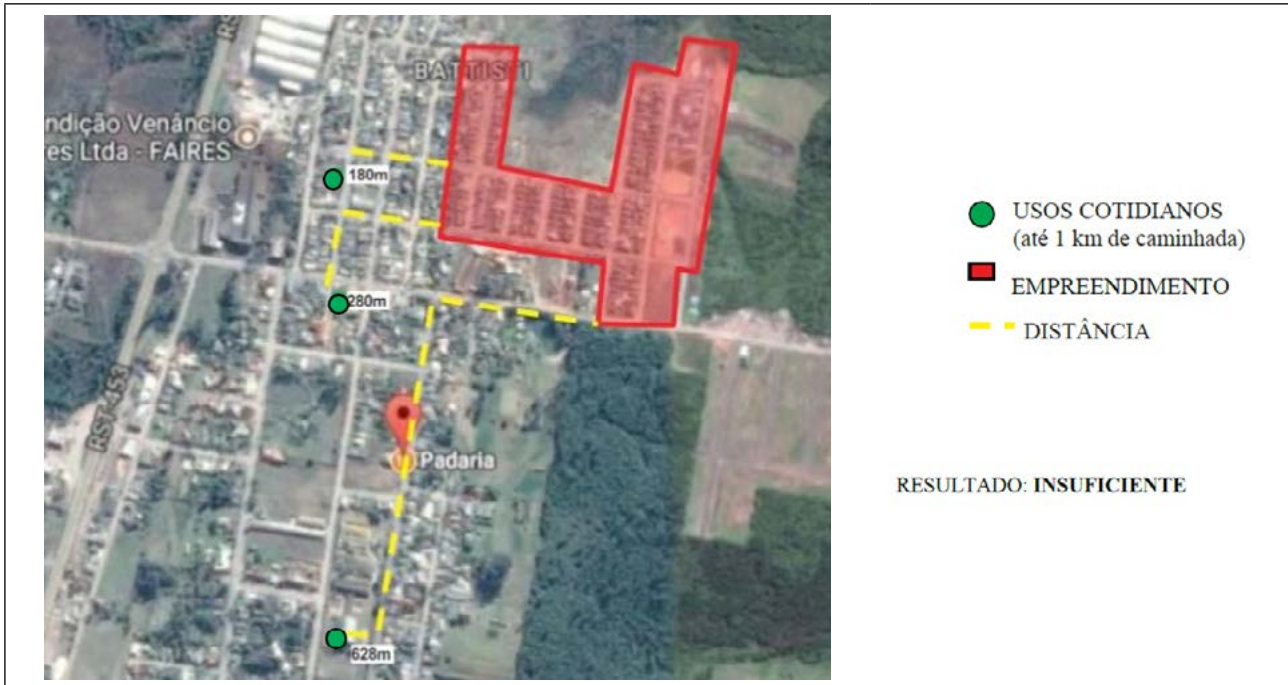 BATTISTI
ndição Venâncio
res Ltda - FAIRES
180m
280m
RST-453
Padaria
628m
USOS COTIDIANOS
(até 1 km de caminhada)
EMPREENDIMENTO
DISTÂNCIA
RESULTADO: INSUFICIENTE